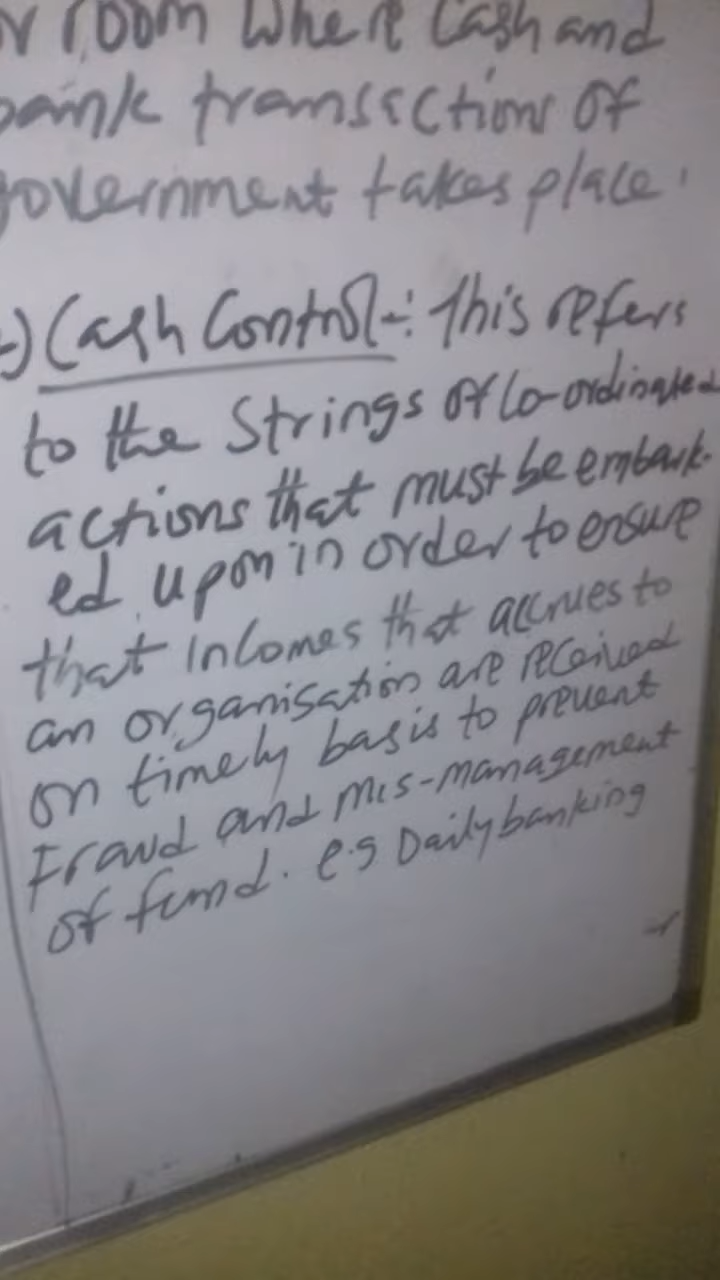 or room where Cash and
bank transactions of
government takes place.
) Cash Control-: This refers
to the Strings of Co-ordinated
actions that must be embark-
ed upon in order to ensure
that Incomes that accrues to
an organisation are received
on timely basis to prevent
Fraud and mis-management
of fund. e.g Daily banking